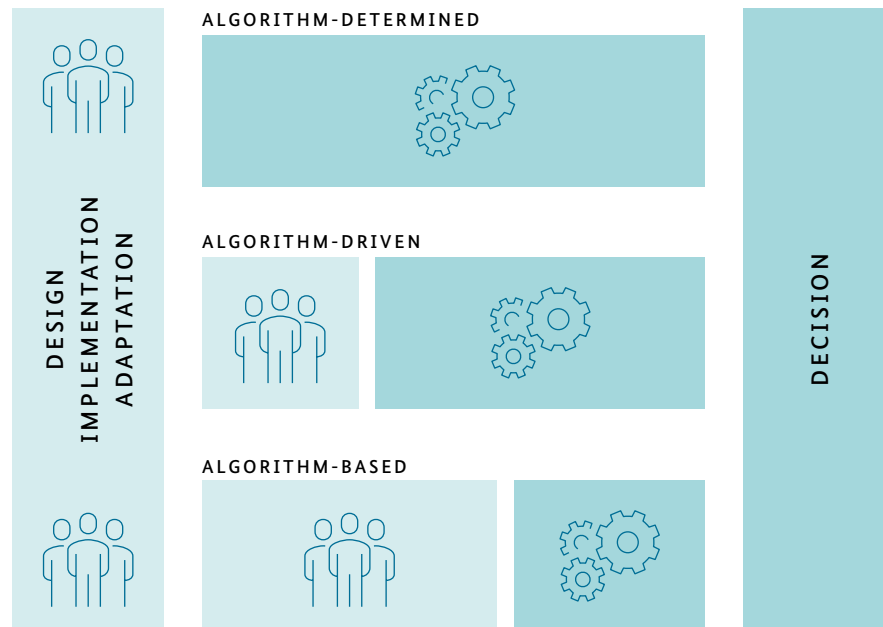 ALGORITHM-DETERMINED
DESIGN
IMPLEMENTATION
ADAPTATION
ALGORITHM-DRIVEN
ALGORITHM-BASED
DECISION